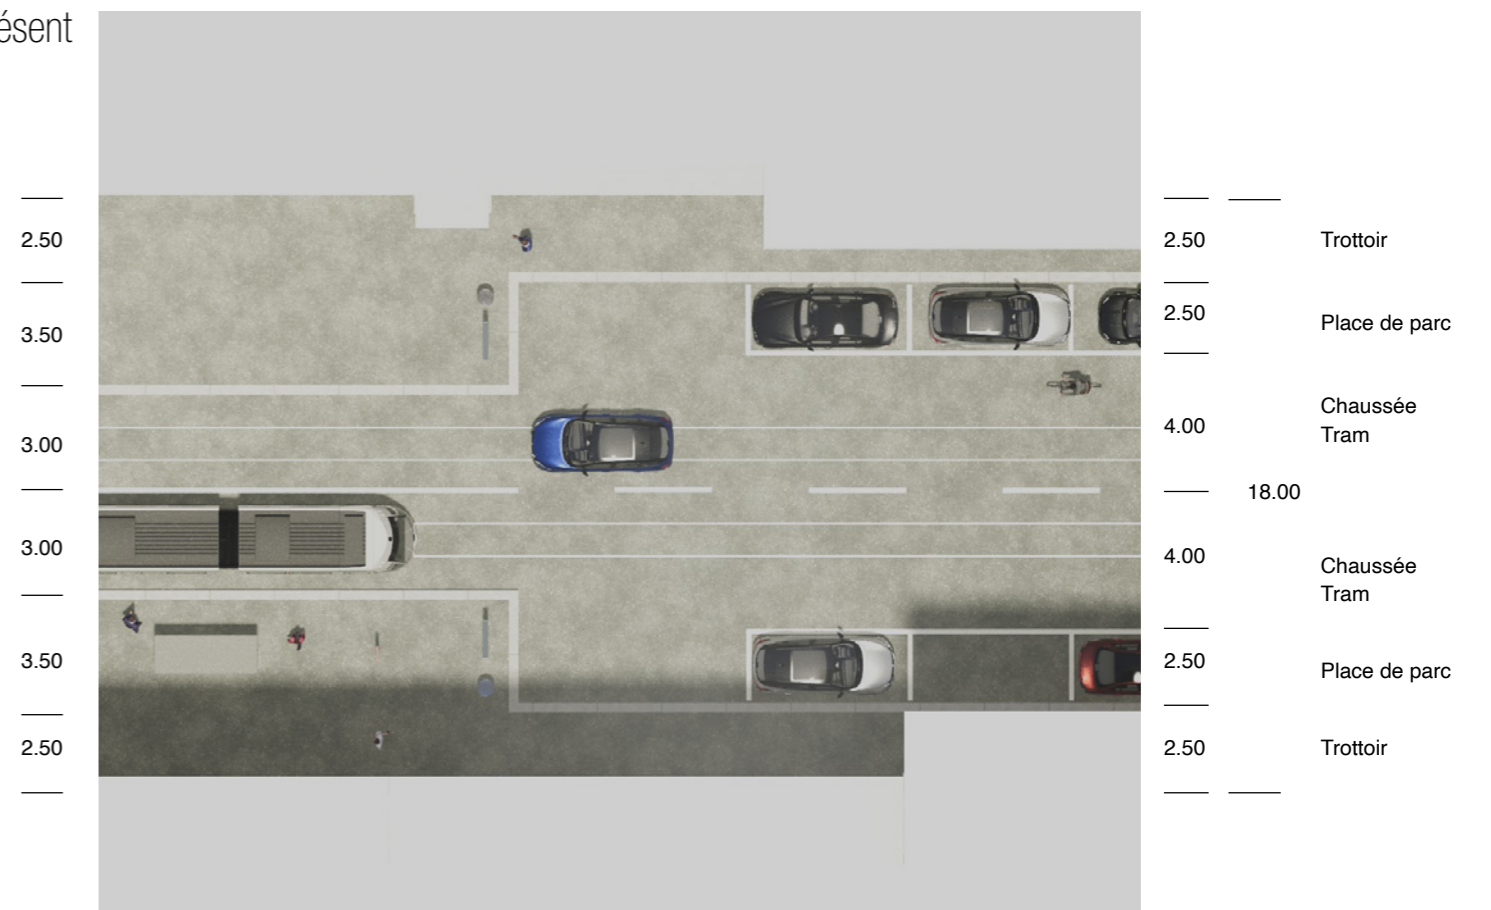 ésent
2.50
3.50
3.00
3.00
3.50
2.50
2.50
Trottoir
2.50
Place de parc
4.00
Chaussée
Tram
18.00
4.00
Chaussée
Tram
2.50
Place de parc
2.50
Trottoir